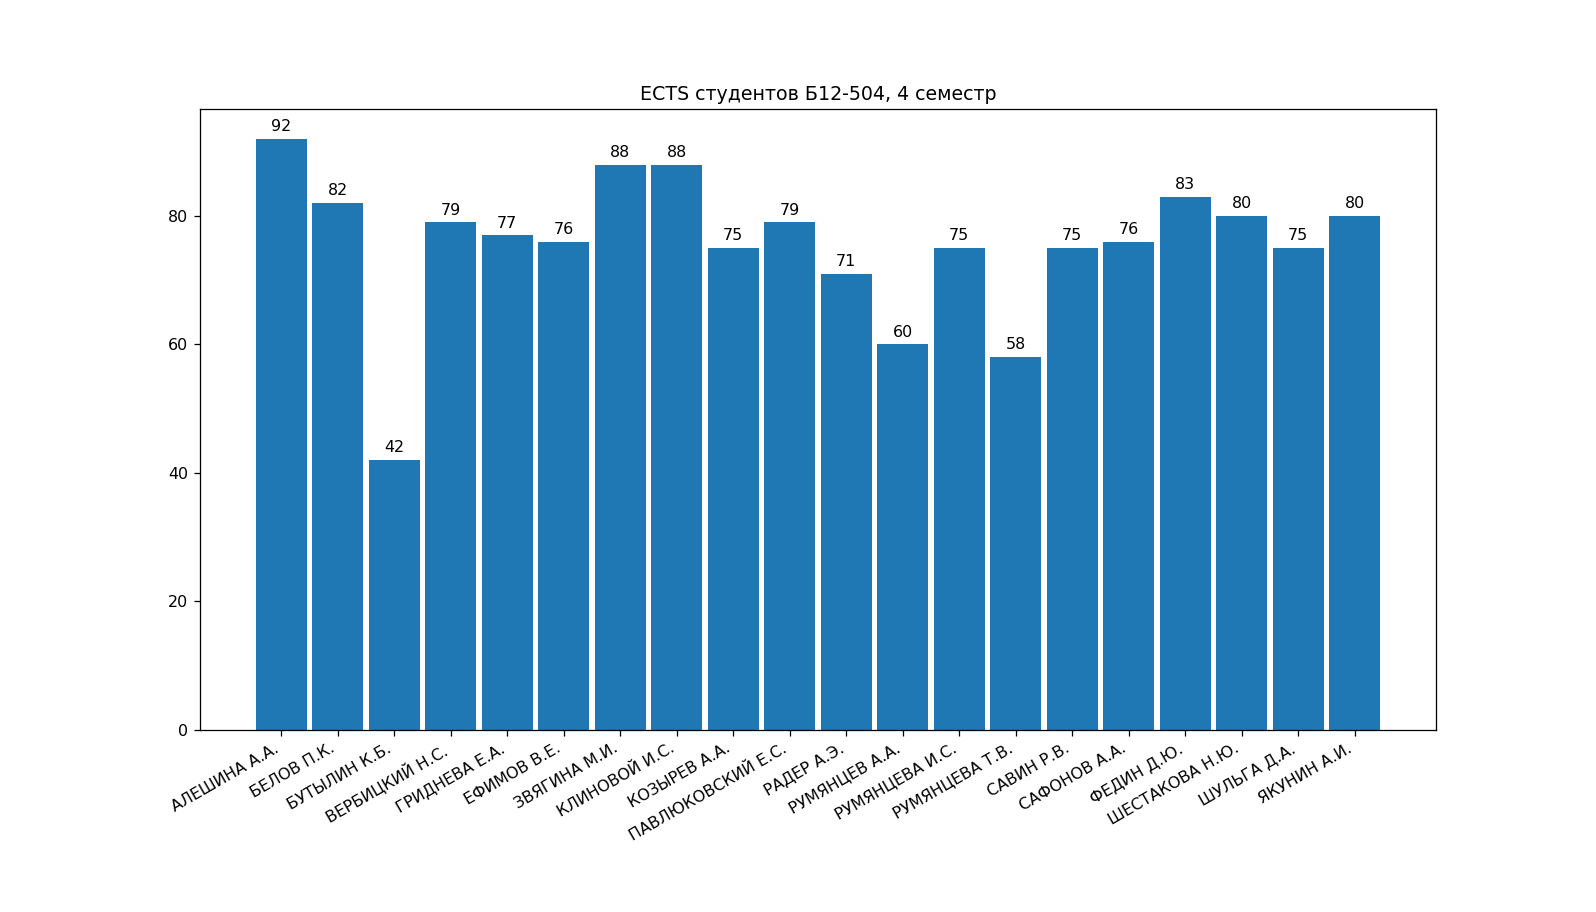 ECTS студентов Б12-504, 4 семестр
92
82
42
79
77
76
88
88
75
79
71
60
75
58
75
76
83
80
75
80
80
60
40
20
0
АЛЕШИНА А.А.
БЕЛОВ П.К.
БУТЫЛИН К.Б.
ВЕРБИЦКИЙ Н.С.
ГРИДНЕВА Е.А.
ЕФИМОВ В.Е.
ЗВЯГИНА М.И.
КЛИНОВОЙ И.С.
КОЗЫРЕВ А.А.
ПАВЛЮКОВСКИЙ Е.С.
РАДЕР А.Э.
РУМЯНЦЕВ А.А.
РУМЯНЦЕВА И.С.
РУМЯНЦЕВА Т.В.
САВИН Р.В.
САФОНОВ А.А.
ФЕДИН Д.Ю.
ШЕСТАКОВА Н.Ю.
ШУЛЬГА Д.А.
ЯКУНИН А.И.